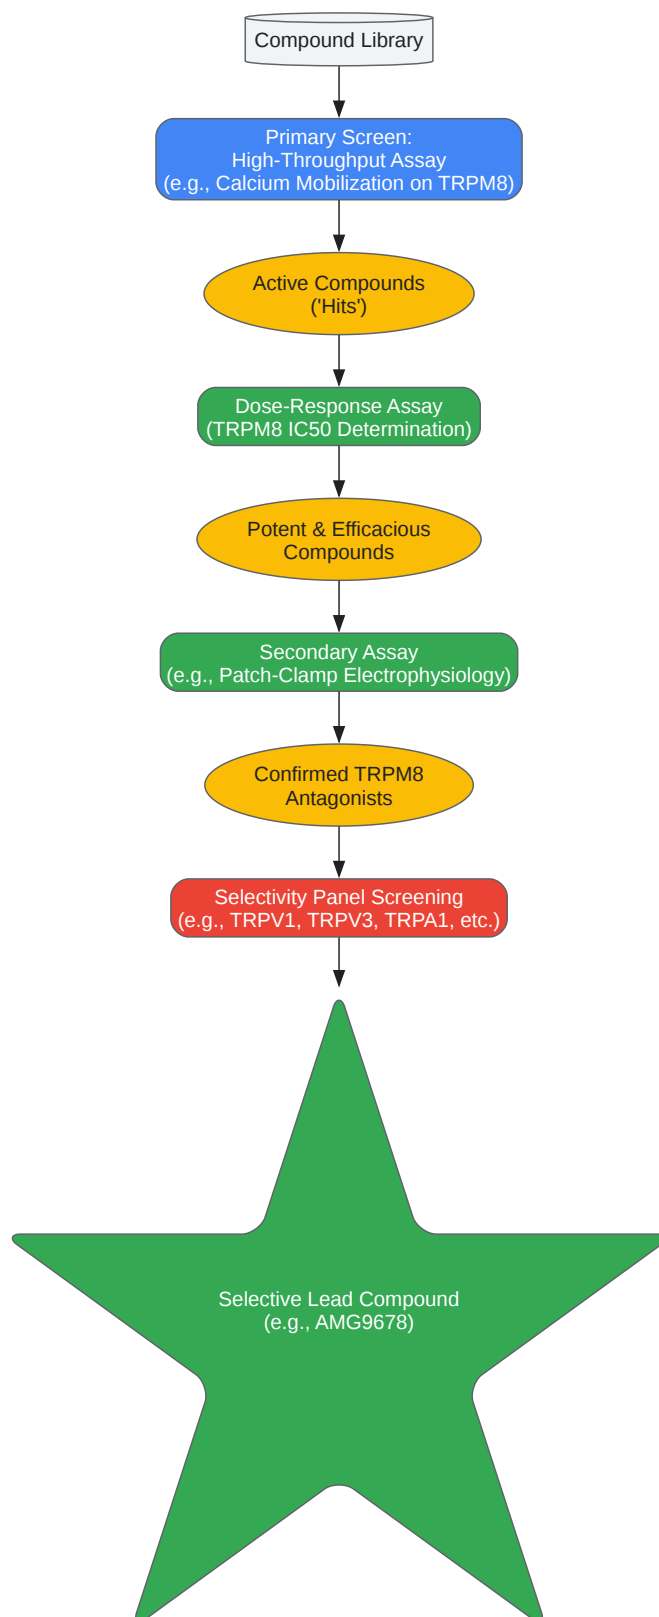 Compound Library
Primary Screen:
High-Throughput Assay
(e.g., Calcium Mobilization on TRPM8)
Active Compounds
('Hits')
Dose-Response Assay
(TRPM8 IC50 Determination)
Potent & Efficacious
Compounds
Secondary Assay
(e.g., Patch-Clamp Electrophysiology)
Confirmed TRPM8
Antagonists
Selectivity Panel Screening
(e.g., TRPV1, TRPV3, TRPA1, etc.)
Selective Lead Compound
(e.g., AMG9678)